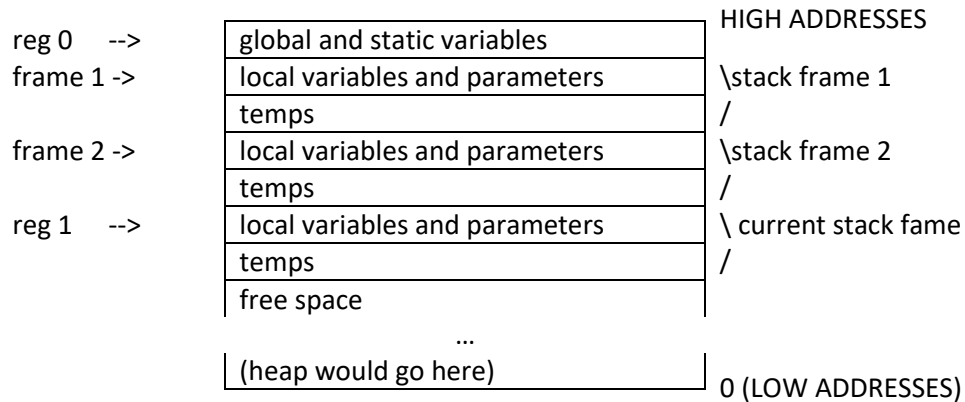 HIGH ADDRESSES
reg 0 --> global and static variables
frame 1 -> local variables and parameters \stack frame 1
temps /
frame 2 -> local variables and parameters \stack frame 2
temps /
reg 1 --> local variables and parameters \ current stack fame
temps /
free space
...
(heap would go here)
0 (LOW ADDRESSES)